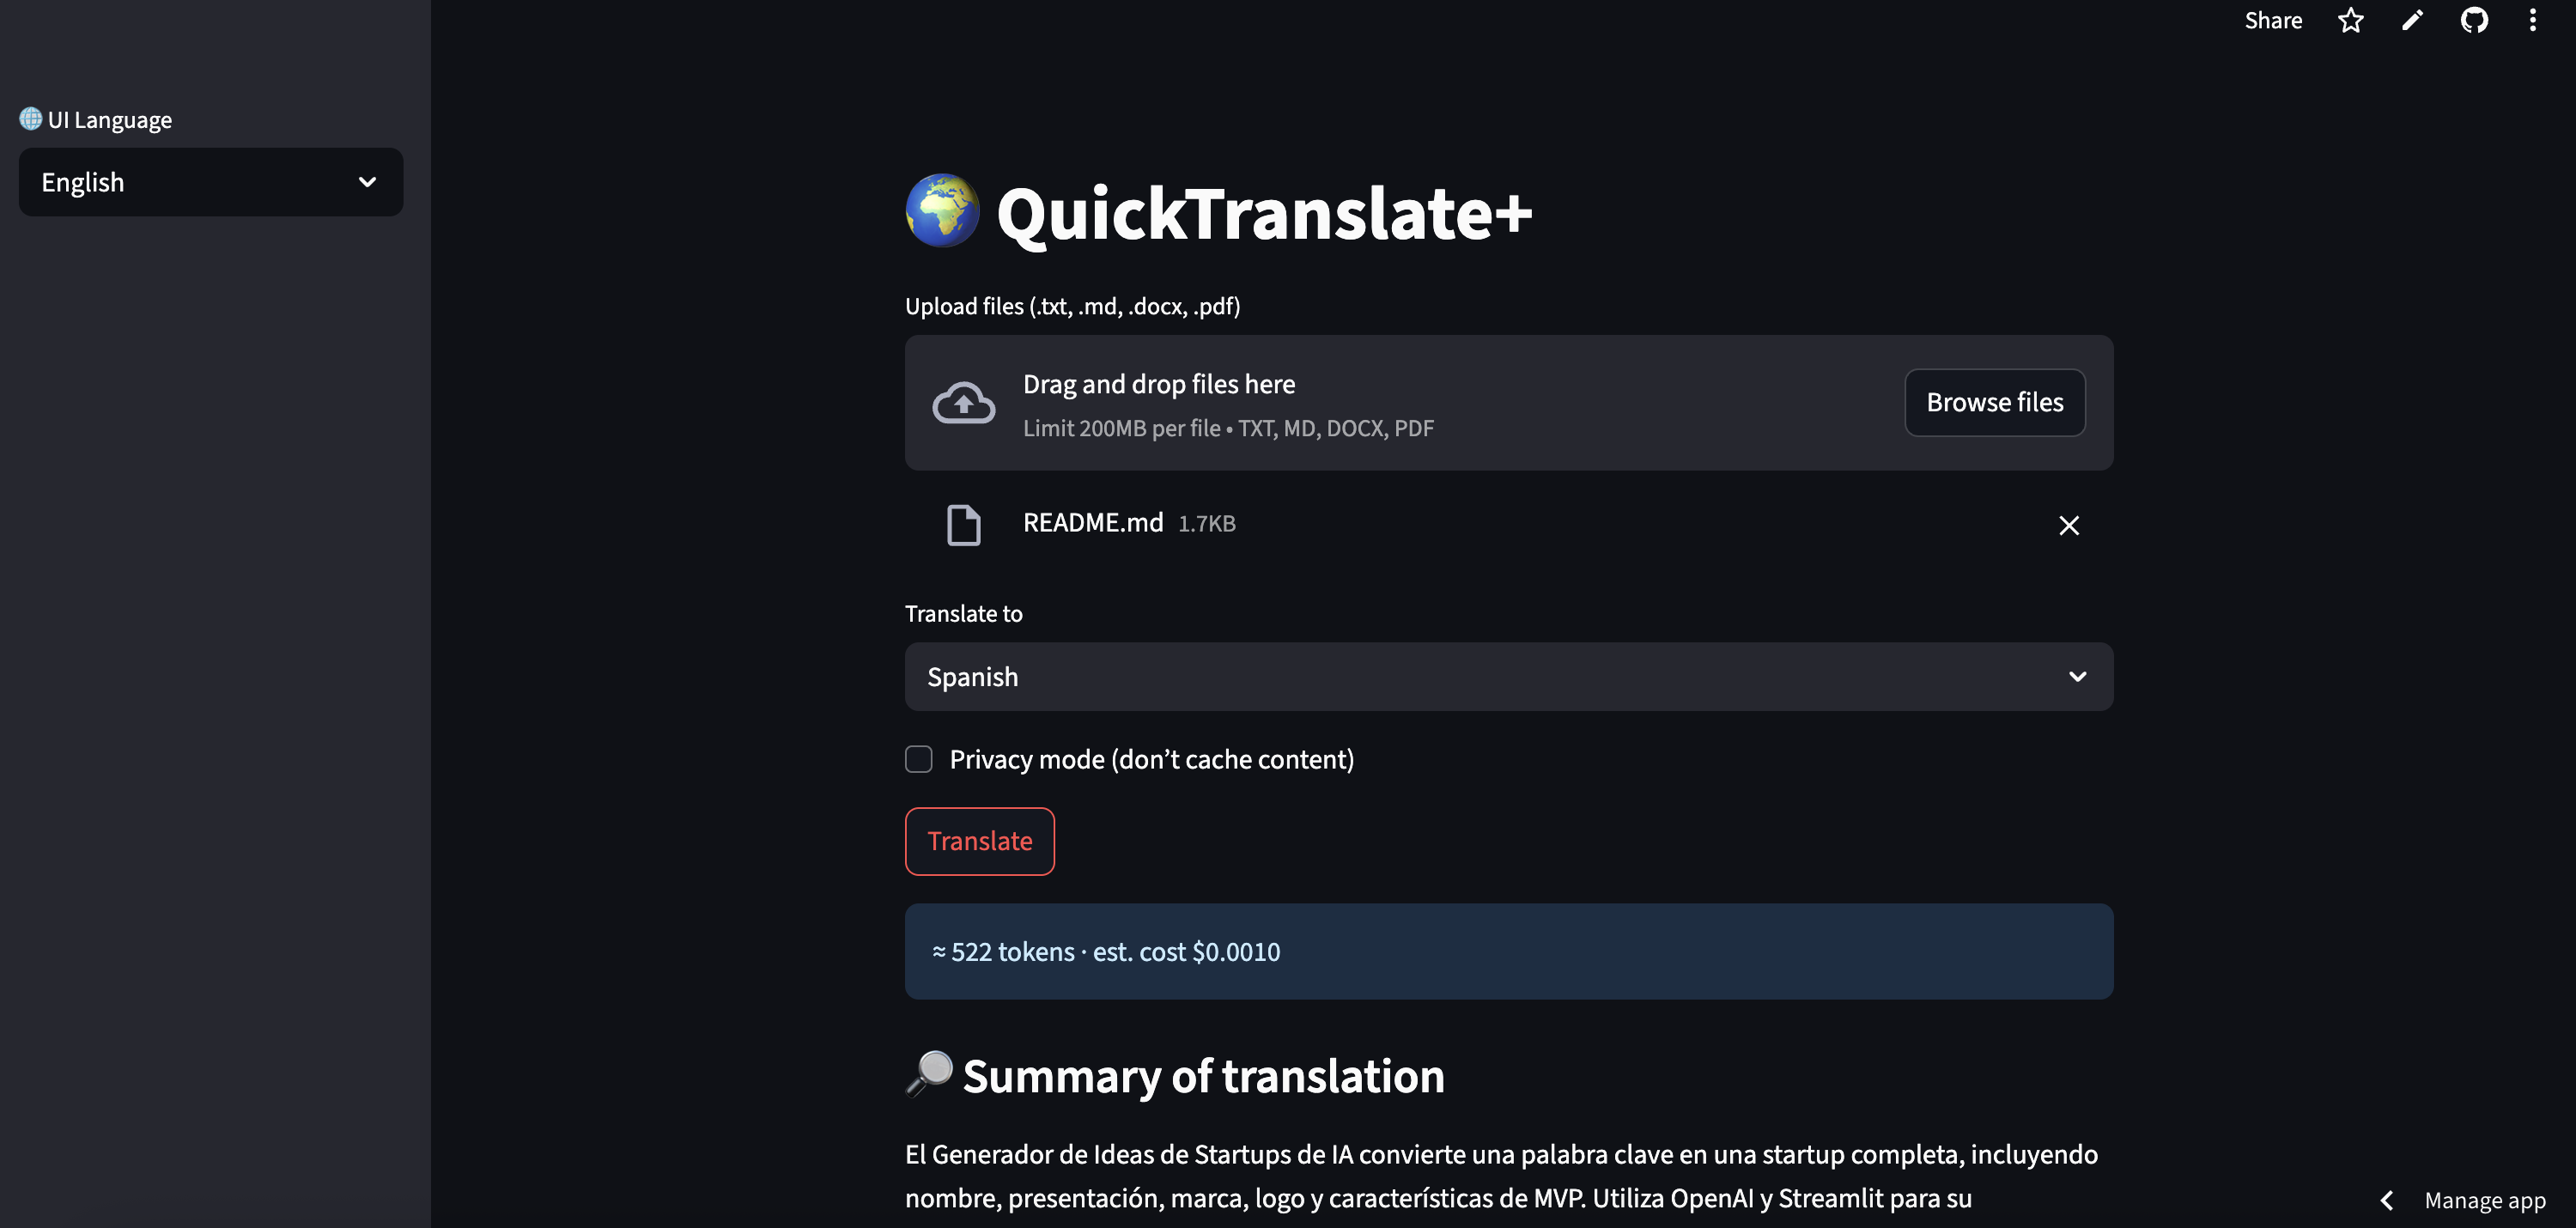 Share
UI Language
English
QuickTranslate+
Upload files (.txt, .md, .docx, .pdf)
Drag and drop files here
Limit 200MB per file • TXT, MD, DOCX, PDF
Browse files
README.md 1.7KB
Translate to
Spanish
Privacy mode (don’t cache content)
Translate
≈ 522 tokens · est. cost $0.0010
Summary of translation
El Generador de Ideas de Startups de IA convierte una palabra clave en una startup completa, incluyendo
nombre, presentación, marca, logo y características de MVP. Utiliza OpenAI y Streamlit para su
Manage app